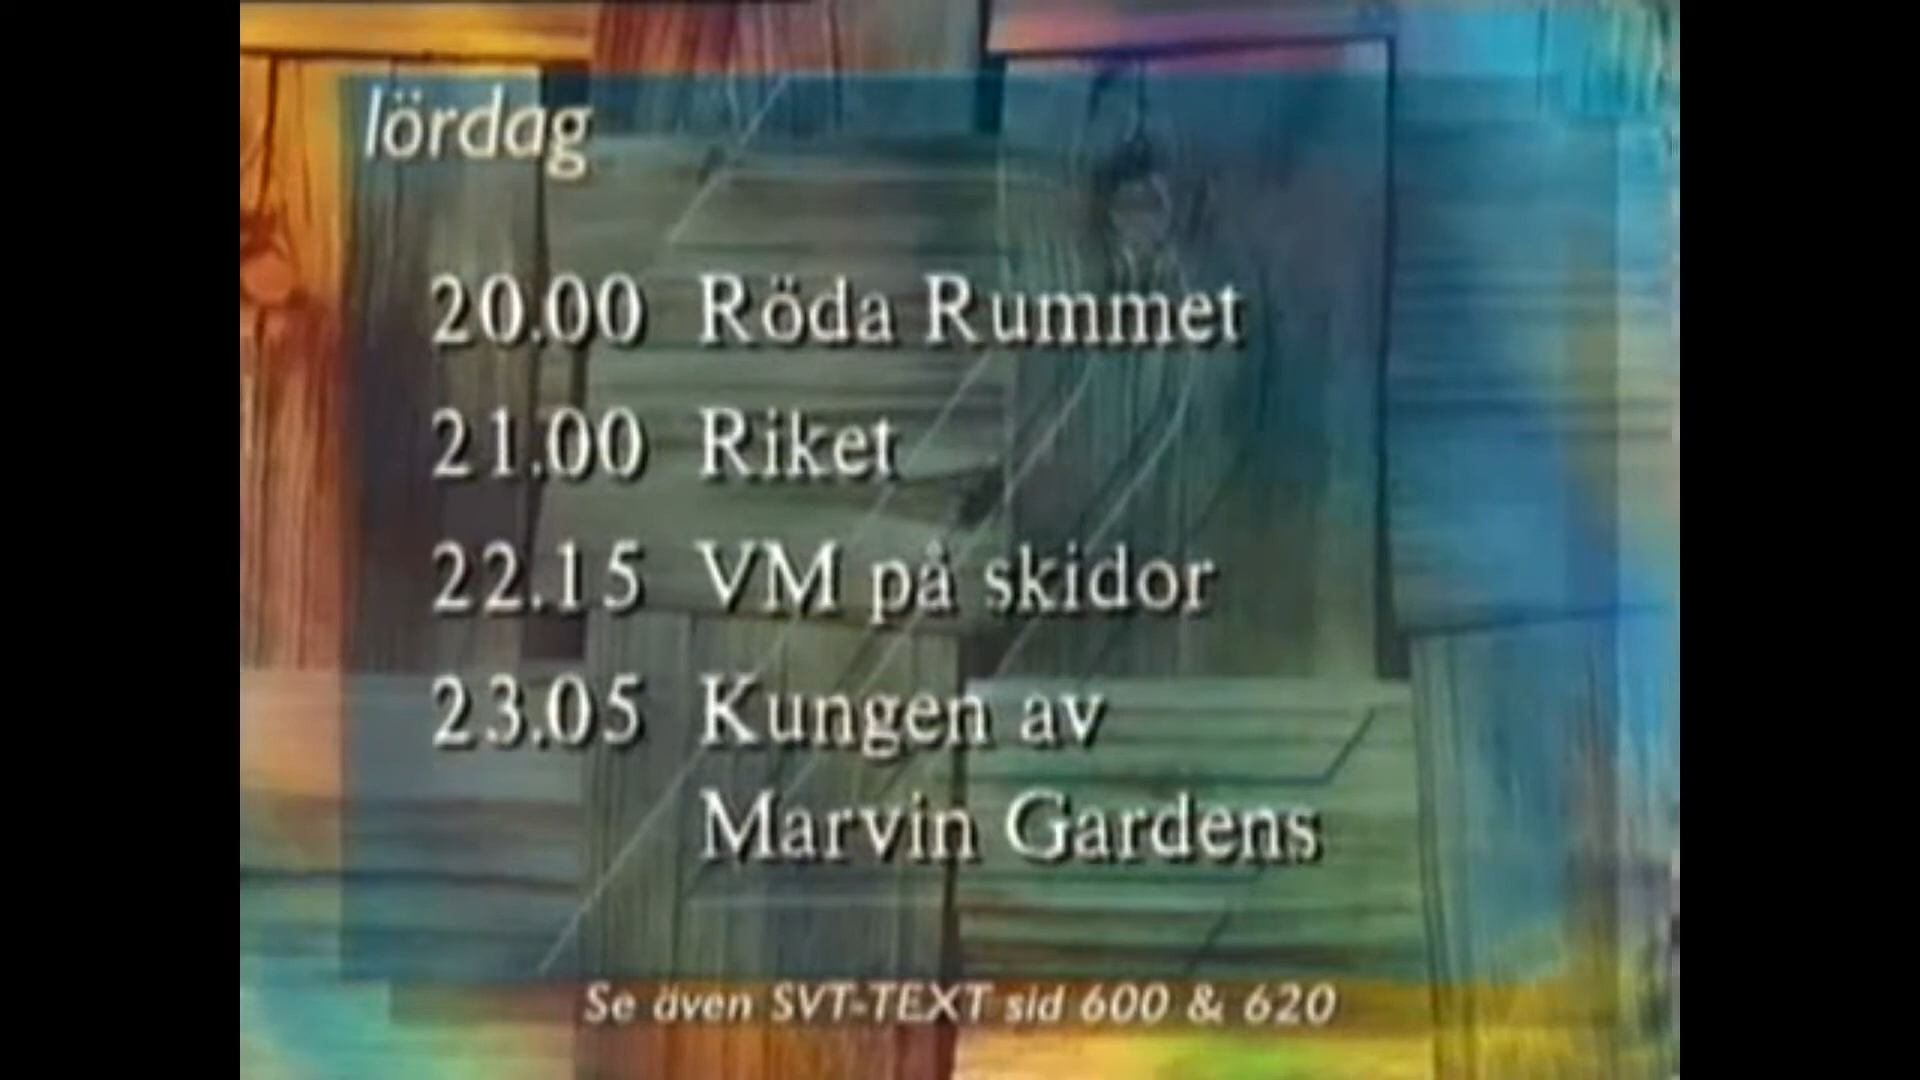 lördag
20.00 Röda Rummet
21.00 Riket
22.15 VM på skidor
23.05 Kungen av
Marvin Gardens
Se även SVT-TEXT sid 600 & 620